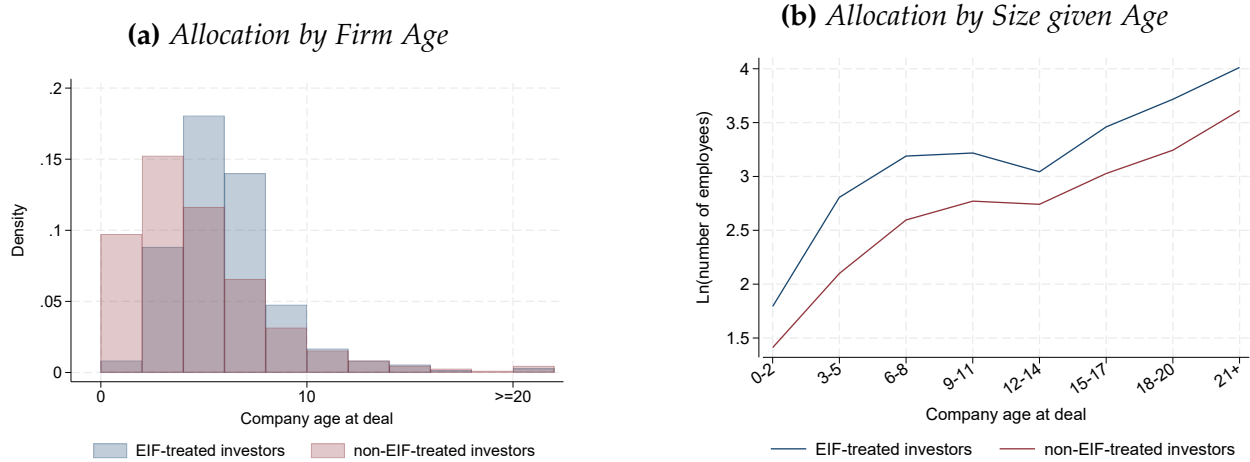 (a) Allocation by Firm Age
.2
.15
.1
.05
0
Density
0
10
>=20
Company age at deal
EIF-treated investors
non-EIF-treated investors
(b) Allocation by Size given Age
4
3.5
3
2.5
2
1.5
Ln(number of employees)
0-2
3-5
6-8
9-11
12-14
15-17
18-20
21+
Company age at deal
EIF-treated investors
non-EIF-treated investors